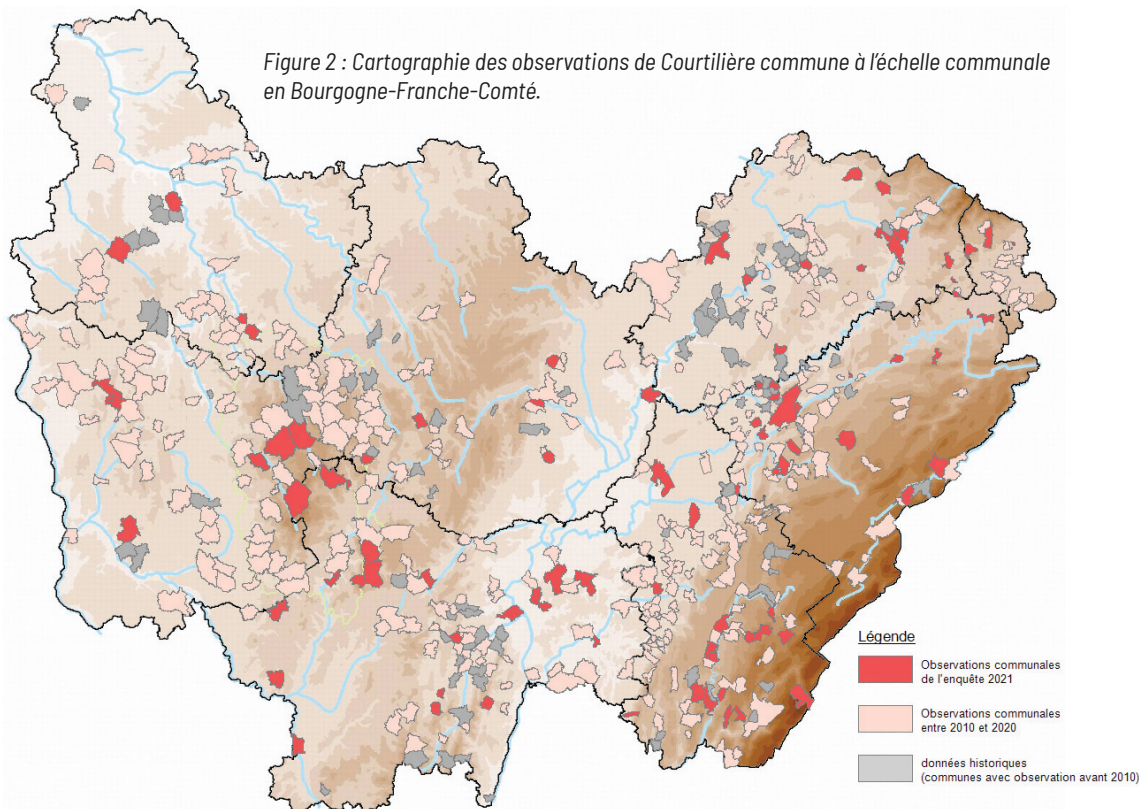 Figure 2 : Cartographie des observations de Courtilière commune à l'échelle communale
en Bourgogne-Franche-Comté.
Légende
Observations communales
de l'enquête 2021
Observations communales
entre 2010 et 2020
données historiques
(communes avec observation avant 2010)